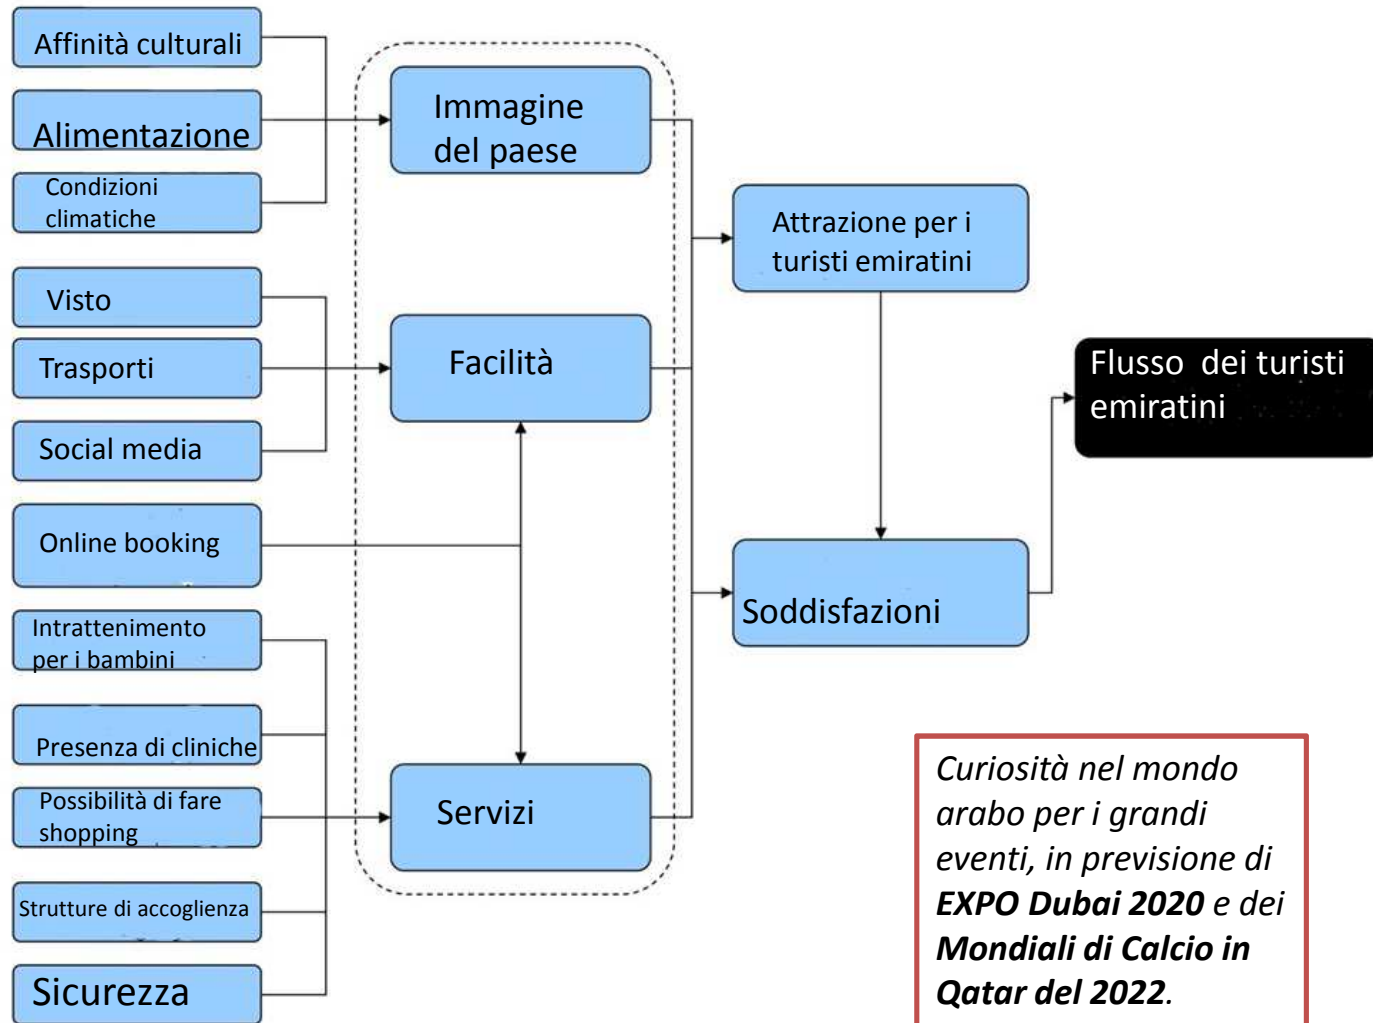 Affinità culturali
Alimentazione
Condizioni
climatiche
Visto
Trasporti
Social media
Online booking
Intrattenimento
per i bambini
Presenza di cliniche
Possibilità di fare
shopping
Strutture di accoglienza
Sicurezza
Immagine
del paese
Facilità
Servizi
Attrazione per i
turisti emiratini
Soddisfazioni
Flusso dei turisti
emiratini
Curiosità nel mondo
arabo per i grandi
eventi, in previsione di
EXPO Dubai 2020 e dei
Mondiali di Calcio in
Qatar del 2022.